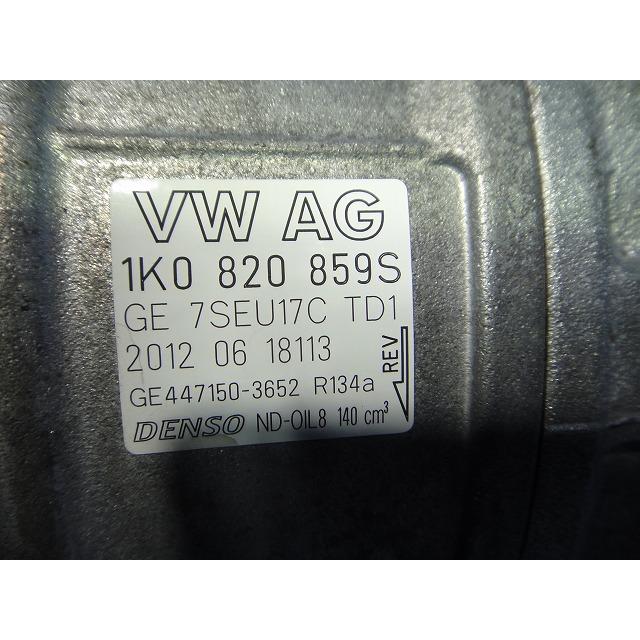 VW AG
1K0 820 859S
GE 7SEU17C TD1
2012 06 18113
GE447150-3652 R134a
DENSO ND-OIL8 140 cm³
REV